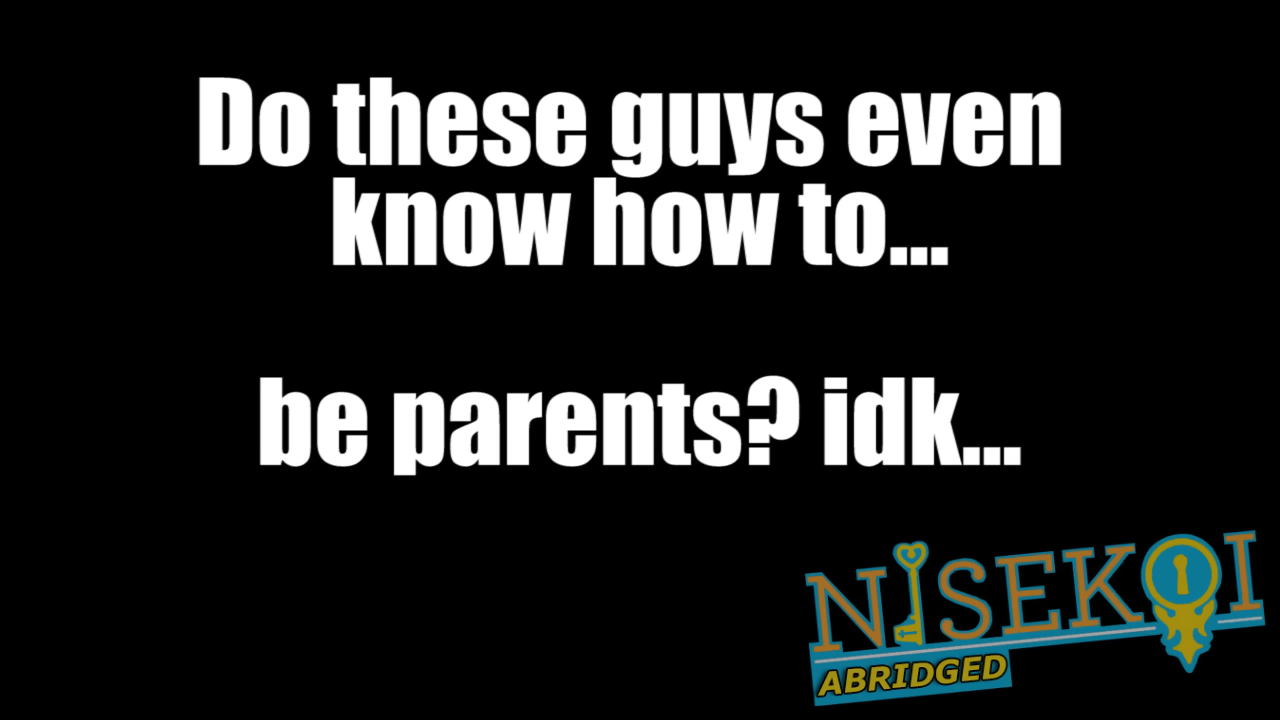 Do these guys even
know how to...
be parents? idk...
NISEKOI
ABRIDGED